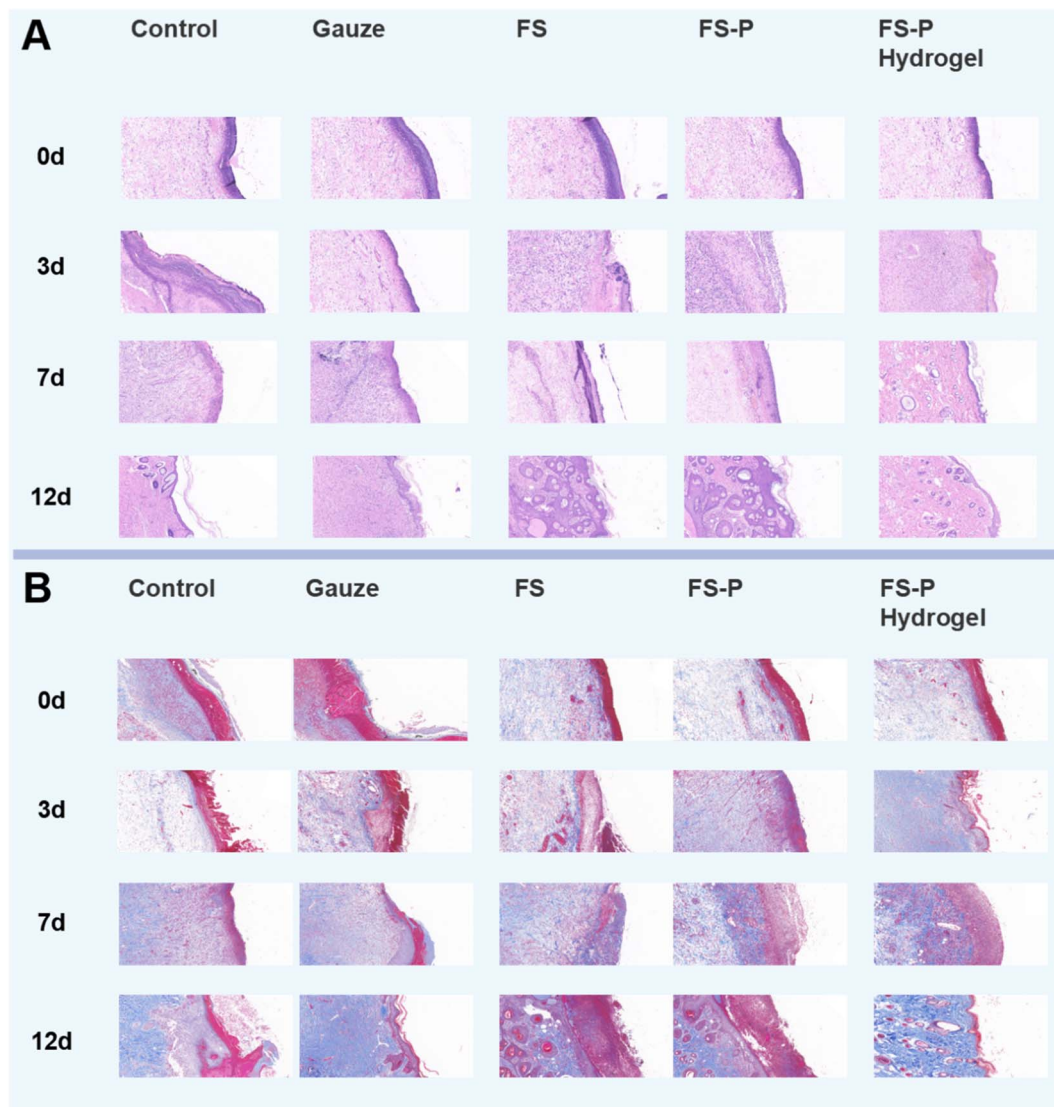 A
Control Gauze FS FS-P FS-P
Hydrogel
0d
3d
7d
12d
B
Control Gauze FS FS-P FS-P
Hydrogel
0d
3d
7d
12d